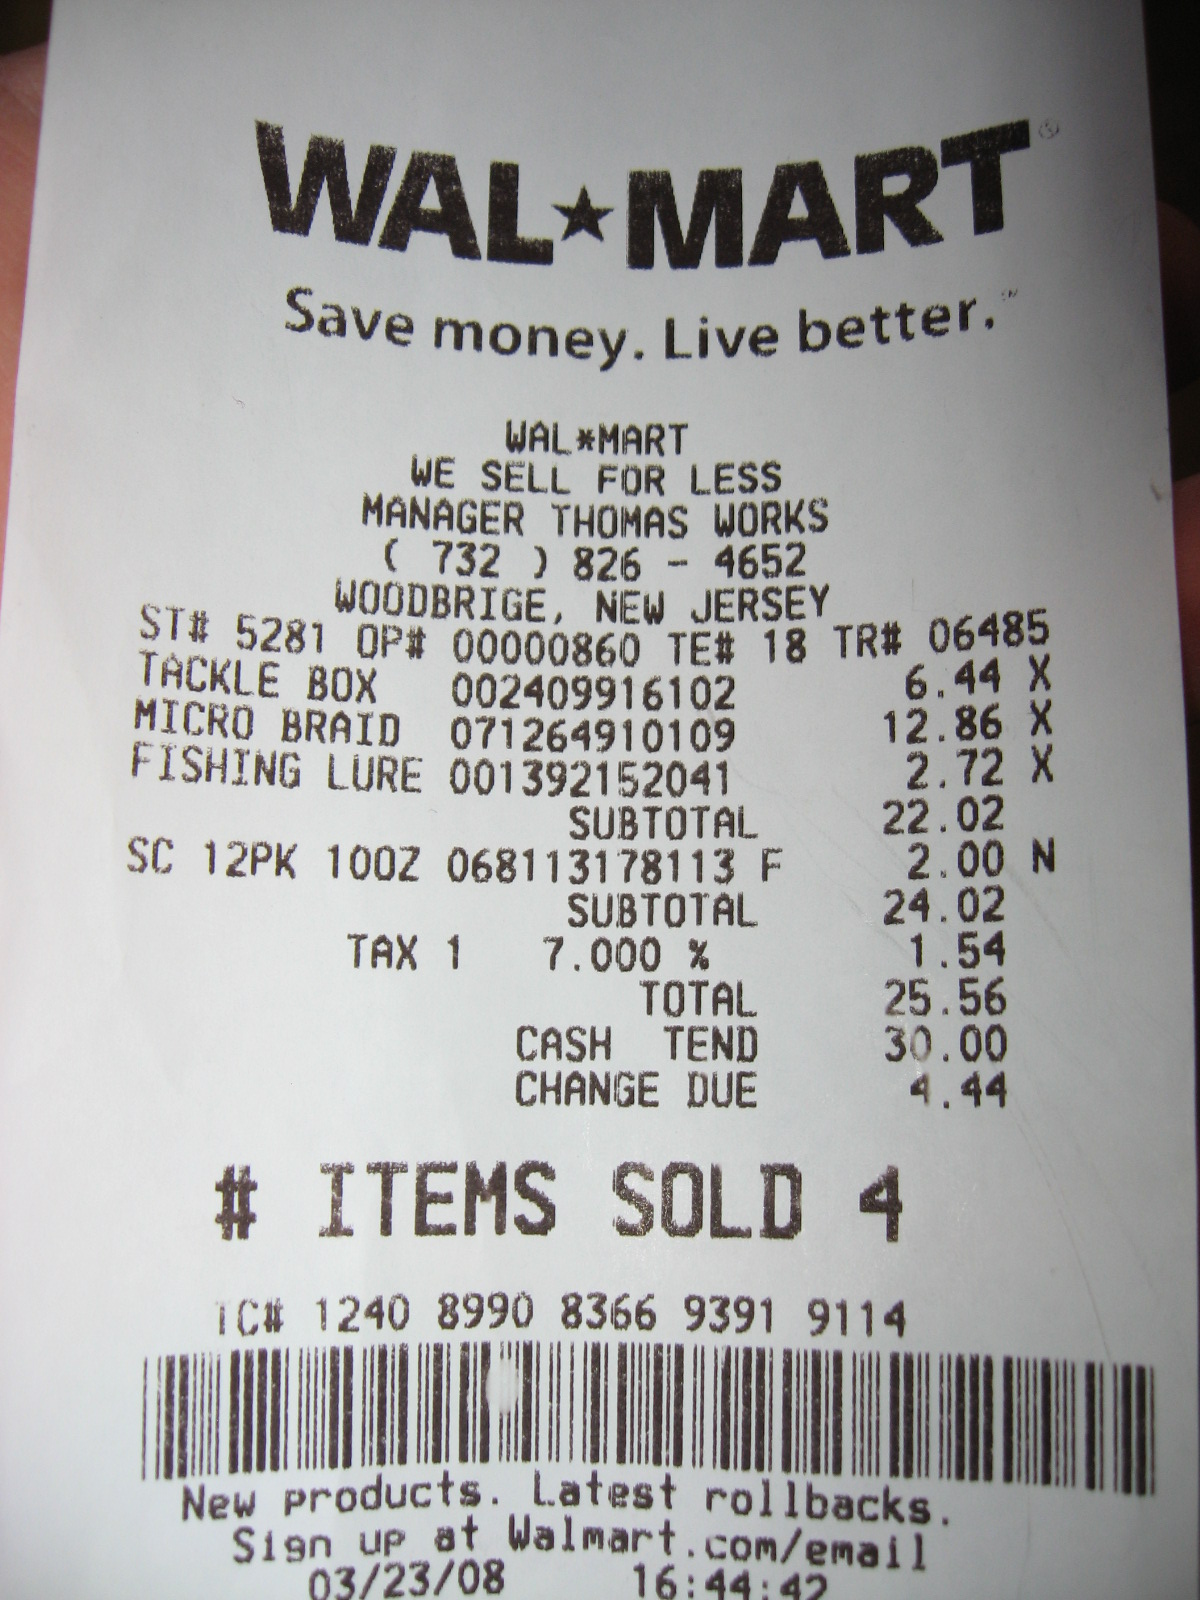 WAL★MART®
Save money. Live better.℠
WAL*MART
WE SELL FOR LESS
MANAGER THOMAS WORKS
( 732 ) 826 - 4652
WOODBRIGE, NEW JERSEY
ST# 5281 OP# 00000860 TE# 18 TR# 06485
TACKLE BOX 002409916102 6.44 X
MICRO BRAID 071264910109 12.86 X
FISHING LURE 001392152041 2.72 X
SUBTOTAL 22.02
SC 12PK 10OZ 068113178113 F 2.00 N
SUBTOTAL 24.02
TAX 1 7.000 % 1.54
TOTAL 25.56
CASH TEND 30.00
CHANGE DUE 4.44
# ITEMS SOLD 4
TC# 1240 8990 8366 9391 9114
New products. Latest rollbacks.
Sign up at Walmart.com/email
03/23/08 16:44:42